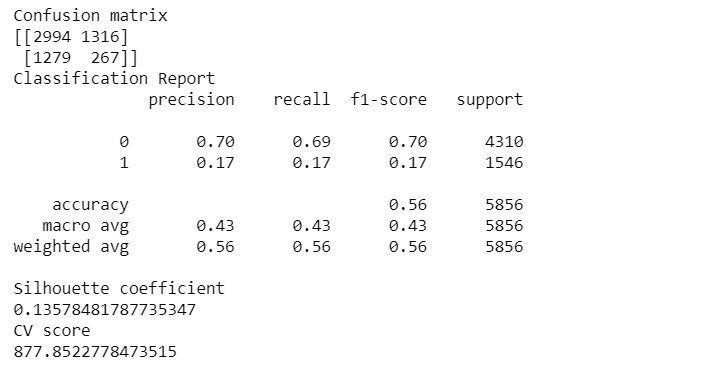 Confusion matrix
[[2994 1316]
 [1279  267]]
Classification Report
              precision    recall  f1-score   support

           0       0.70      0.69      0.70      4310
           1       0.17      0.17      0.17      1546

    accuracy                           0.56      5856
   macro avg       0.43      0.43      0.43      5856
weighted avg       0.56      0.56      0.56      5856

Silhouette coefficient
0.13578481787735347
CV score
877.8522778473515